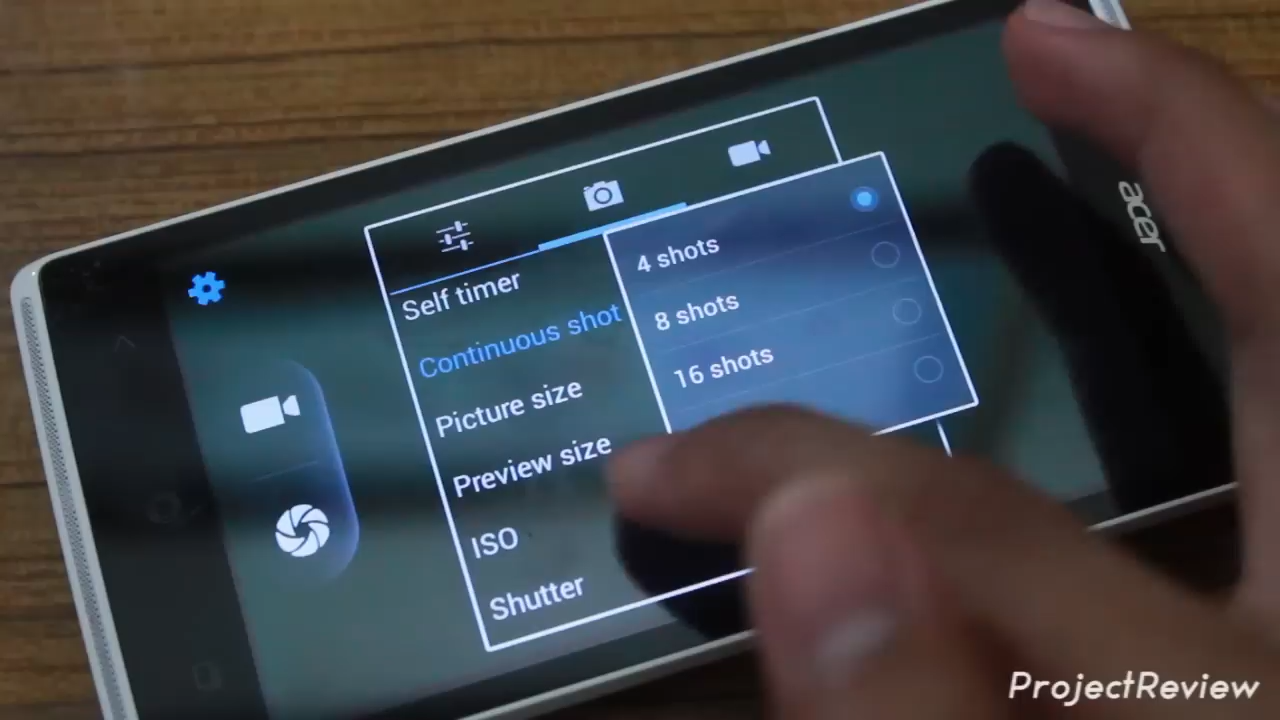 Self timer
Continuous shot
Picture size
Preview size
ISO
Shutter
4 shots
8 shots
16 shots
acer
ProjectReview